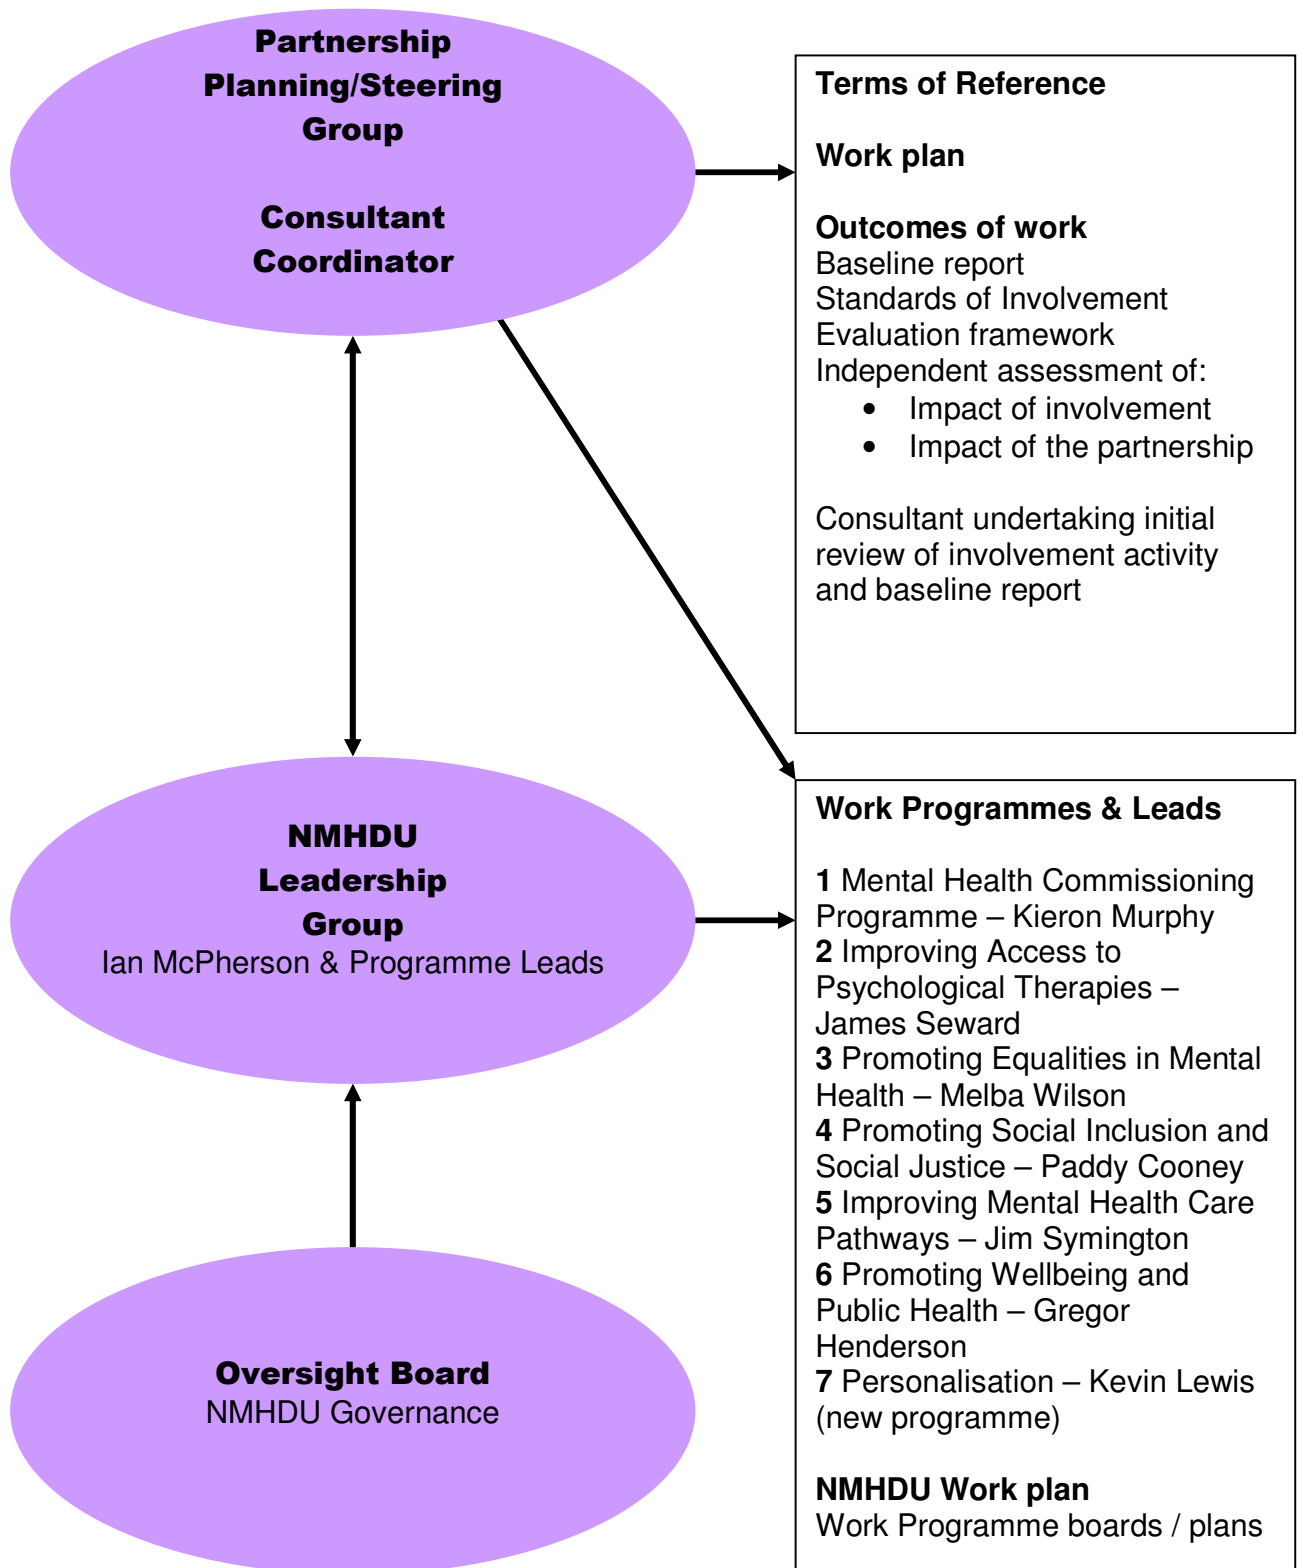 Partnership
Planning/Steering
Group
Consultant
Coordinator
Terms of Reference
Work plan
Outcomes of work
Baseline report
Standards of Involvement
Evaluation framework
Independent assessment of:
• Impact of involvement
• Impact of the partnership
Consultant undertaking initial
review of involvement activity
and baseline report
NMHDU
Leadership
Group
Ian McPherson & Programme Leads
Work Programmes & Leads
1 Mental Health Commissioning
Programme – Kieron Murphy
2 Improving Access to
Psychological Therapies –
James Seward
3 Promoting Equalities in Mental
Health – Melba Wilson
4 Promoting Social Inclusion and
Social Justice – Paddy Cooney
5 Improving Mental Health Care
Pathways – Jim Symington
6 Promoting Wellbeing and
Public Health – Gregor
Henderson
7 Personalisation – Kevin Lewis
(new programme)
NMHDU Work plan
Work Programme boards / plans
Oversight Board
NMHDU Governance